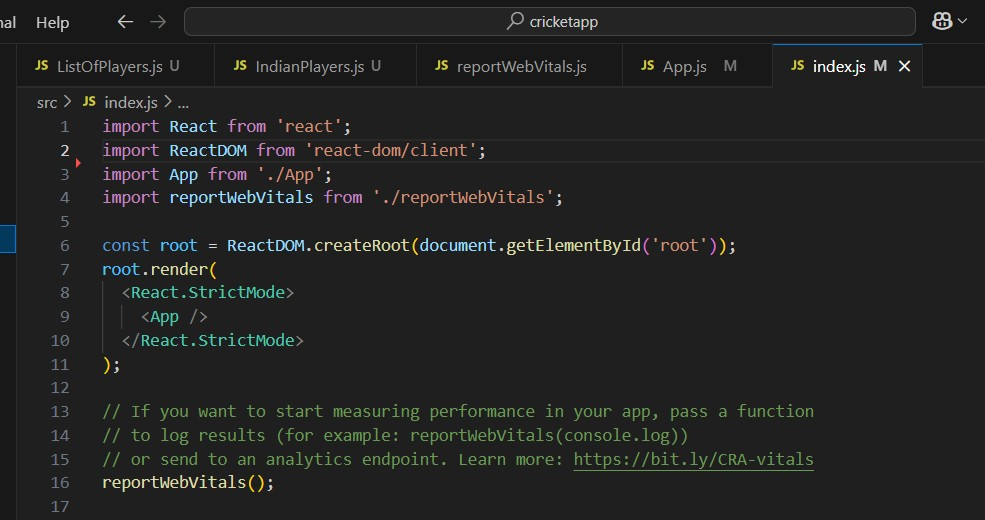 nal Help ← → cricketapp
JS ListOfPlayers.js U JS IndianPlayers.js U JS reportWebVitals.js JS App.js M JS index.js M ×
src > JS index.js > ...
1 import React from 'react';
2 import ReactDOM from 'react-dom/client';
3 import App from './App';
4 import reportWebVitals from './reportWebVitals';
5
6 const root = ReactDOM.createRoot(document.getElementById('root'));
7 root.render(
8   <React.StrictMode>
9     <App />
10   </React.StrictMode>
11 );
12
13 // If you want to start measuring performance in your app, pass a function
14 // to log results (for example: reportWebVitals(console.log))
15 // or send to an analytics endpoint. Learn more: https://bit.ly/CRA-vitals
16 reportWebVitals();
17